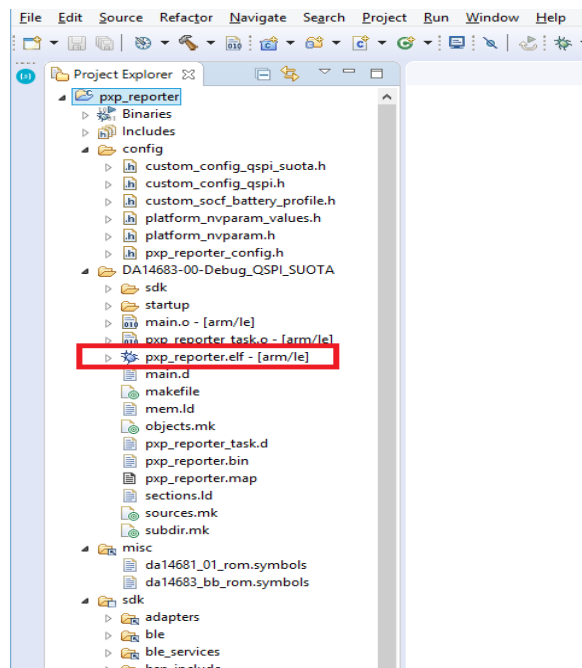 File Edit Source Refactor Navigate Search Project Run Window Help
Project Explorer
pxp_reporter
Binaries
Includes
config
custom_config_qspi_suota.h
custom_config_qspi.h
custom_socf_battery_profile.h
platform_nvparam_values.h
platform_nvparam.h
pxp_reporter_config.h
DA14683-00-Debug_QSPI_SUOTA
sdk
startup
main.o - [arm/le]
pxp_reporter_task.o - [arm/le]
pxp_reporter.elf - [arm/le]
main.d
makefile
mem.ld
objects.mk
pxp_reporter_task.d
pxp_reporter.bin
pxp_reporter.map
sections.ld
sources.mk
subdir.mk
misc
da14681_01_rom.symbols
da14683_bb_rom.symbols
sdk
adapters
ble
ble_services
bsp_include